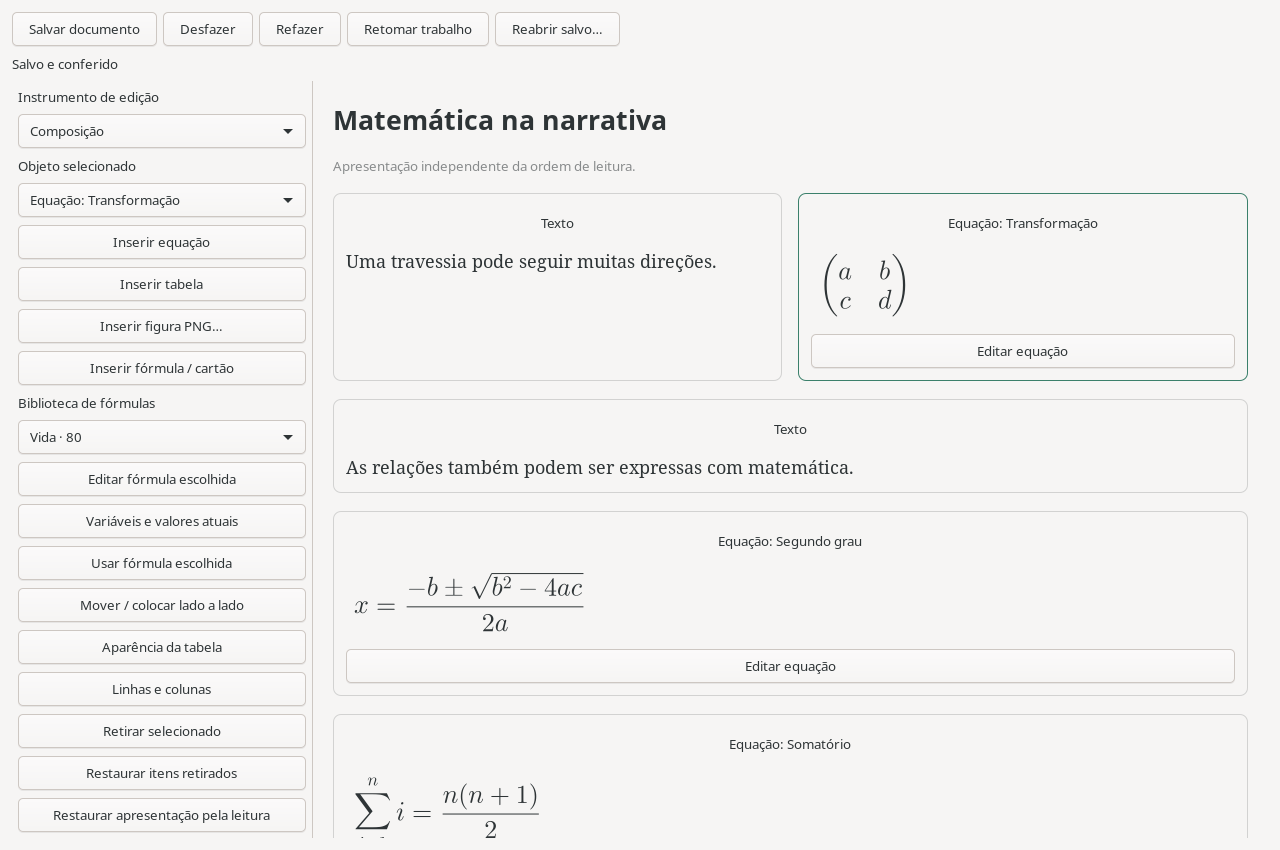 Salvar documento Desfazer Refazer Retomar trabalho Reabrir salvo...
Salvo e conferido
Instrumento de edição
Composição
Objeto selecionado
Equação: Transformação
Inserir equação
Inserir tabela
Inserir figura PNG...
Inserir fórmula / cartão
Biblioteca de fórmulas
Vida · 80
Editar fórmula escolhida
Variáveis e valores atuais
Usar fórmula escolhida
Mover / colocar lado a lado
Aparência da tabela
Linhas e colunas
Retirar selecionado
Restaurar itens retirados
Restaurar apresentação pela leitura
Matemática na narrativa
Apresentação independente da ordem de leitura.
Texto
Uma travessia pode seguir muitas direções.
Equação: Transformação
(a b
c d)
Editar equação
Texto
As relações também podem ser expressas com matemática.
Equação: Segundo grau
x = (−b ± √(b² − 4ac)) / 2a
Editar equação
Equação: Somatório
∑ⁿ i = n(n + 1) / 2